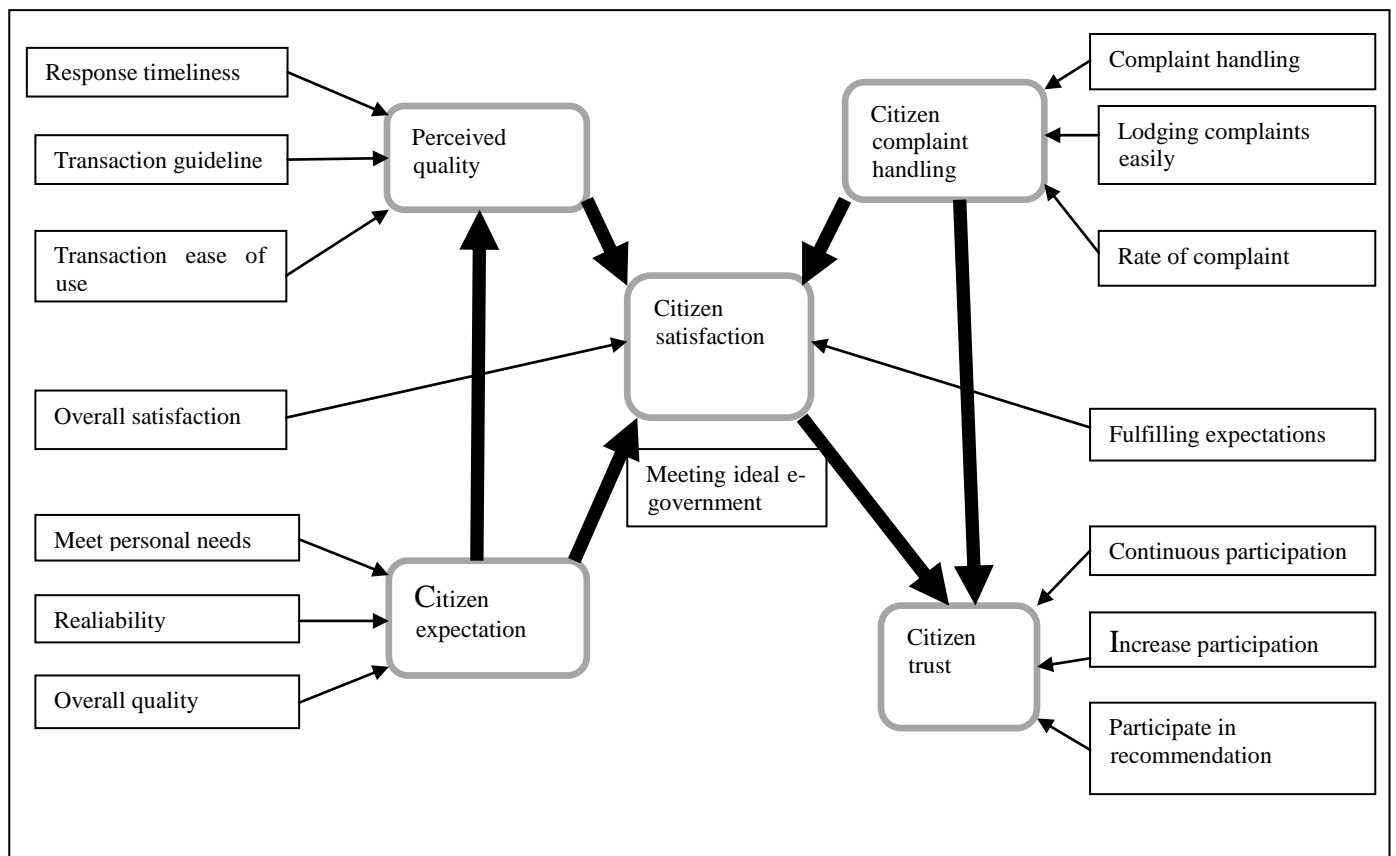 Response timeliness
Transaction guideline
Transaction ease of
use
Perceived
quality
Citizen
complaint
handling
Complaint handling
Lodging complaints
easily
Rate of complaint
Citizen
satisfaction
Overall satisfaction
Fulfilling expectations
Meeting ideal e-
government
Meet personal needs
Realiability
Overall quality
Citizen
expectation
Citizen
trust
Continuous participation
Increase participation
Participate in
recommendation